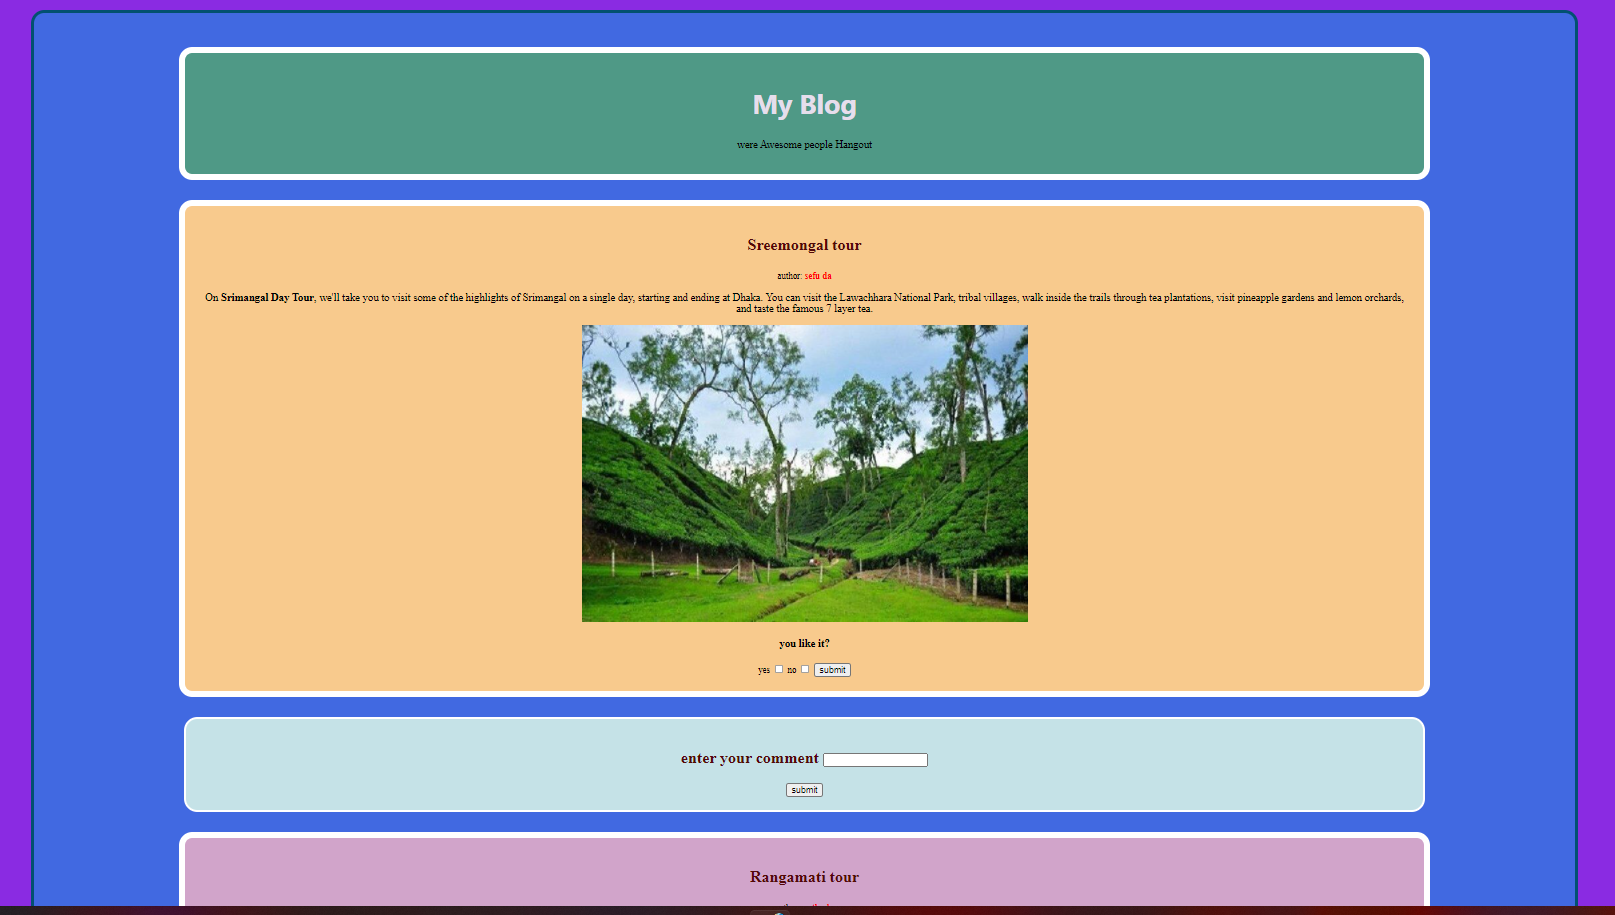 My Blog
were Awesome people Hangout
Sreemongal tour
author: sefu da
On Srimangal Day Tour, we'll take you to visit some of the highlights of Srimangal on a single day, starting and ending at Dhaka. You can visit the Lawachhara National Park, tribal villages, walk inside the trails through tea plantations, visit pineapple gardens and lemon orchards,
and taste the famous 7 layer tea.
you like it?
yes no submit
enter your comment
submit
Rangamati tour